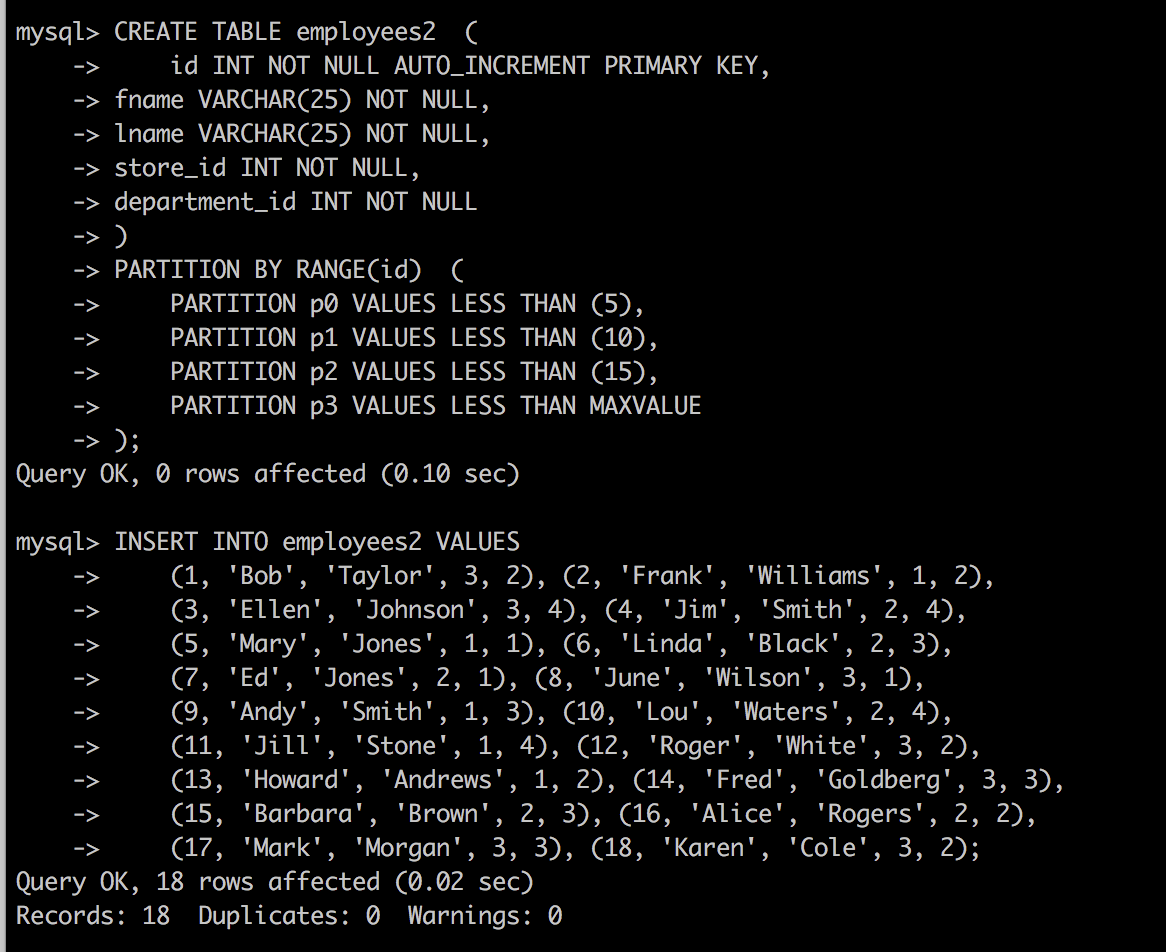 mysql> CREATE TABLE employees2  (
    ->     id INT NOT NULL AUTO_INCREMENT PRIMARY KEY,
    -> fname VARCHAR(25) NOT NULL,
    -> lname VARCHAR(25) NOT NULL,
    -> store_id INT NOT NULL,
    -> department_id INT NOT NULL
    -> )
    -> PARTITION BY RANGE(id)  (
    ->     PARTITION p0 VALUES LESS THAN (5),
    ->     PARTITION p1 VALUES LESS THAN (10),
    ->     PARTITION p2 VALUES LESS THAN (15),
    ->     PARTITION p3 VALUES LESS THAN MAXVALUE
    -> );
Query OK, 0 rows affected (0.10 sec)

mysql> INSERT INTO employees2 VALUES
    ->     (1, 'Bob', 'Taylor', 3, 2), (2, 'Frank', 'Williams', 1, 2),
    ->     (3, 'Ellen', 'Johnson', 3, 4), (4, 'Jim', 'Smith', 2, 4),
    ->     (5, 'Mary', 'Jones', 1, 1), (6, 'Linda', 'Black', 2, 3),
    ->     (7, 'Ed', 'Jones', 2, 1), (8, 'June', 'Wilson', 3, 1),
    ->     (9, 'Andy', 'Smith', 1, 3), (10, 'Lou', 'Waters', 2, 4),
    ->     (11, 'Jill', 'Stone', 1, 4), (12, 'Roger', 'White', 3, 2),
    ->     (13, 'Howard', 'Andrews', 1, 2), (14, 'Fred', 'Goldberg', 3, 3),
    ->     (15, 'Barbara', 'Brown', 2, 3), (16, 'Alice', 'Rogers', 2, 2),
    ->     (17, 'Mark', 'Morgan', 3, 3), (18, 'Karen', 'Cole', 3, 2);
Query OK, 18 rows affected (0.02 sec)
Records: 18  Duplicates: 0  Warnings: 0